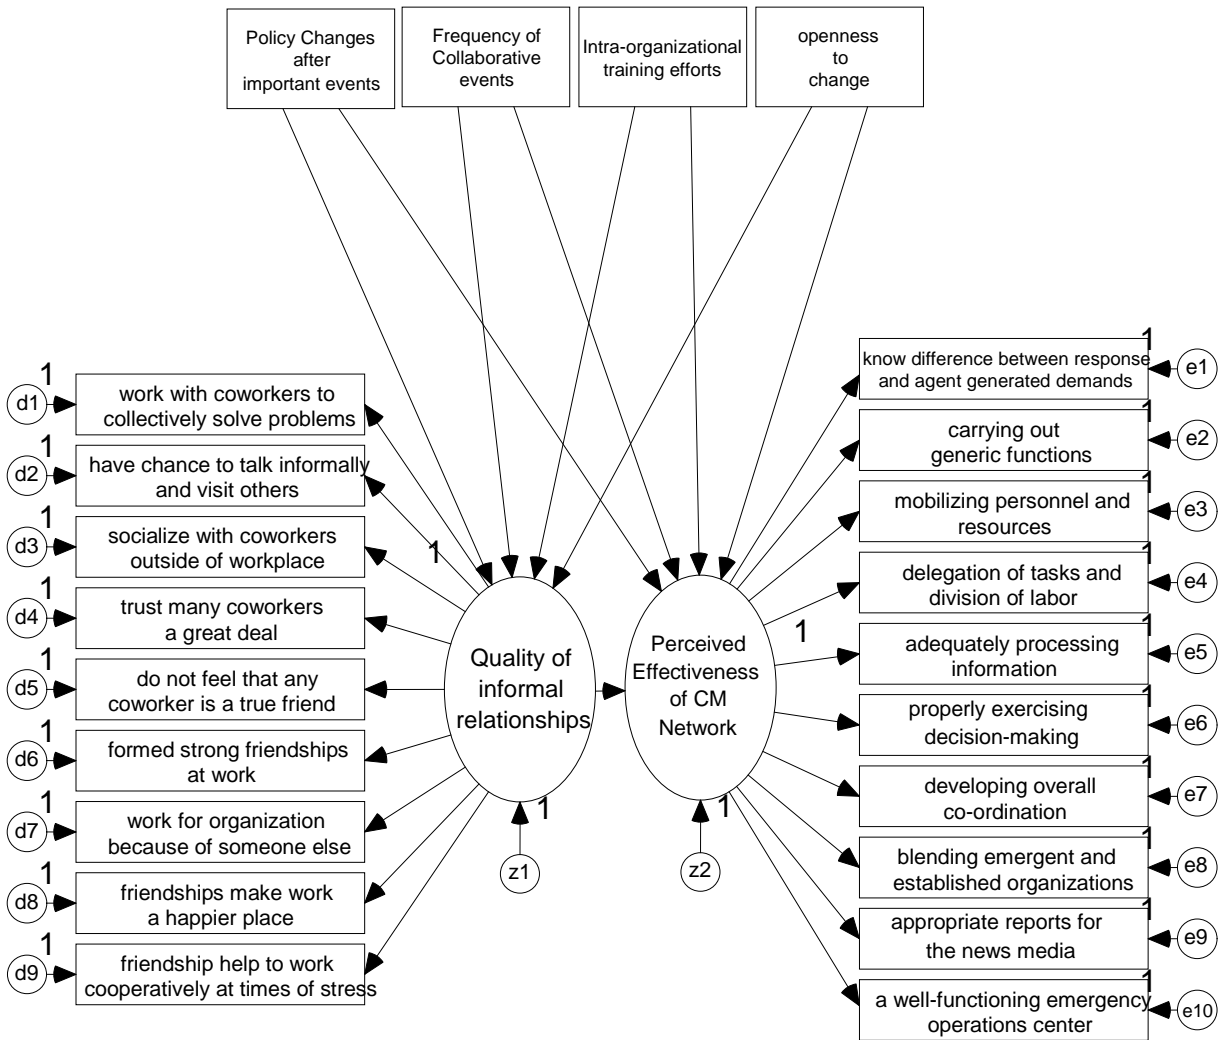 Policy Changes
after
important events
Frequency of
Collaborative
events
Intra-organizational
training efforts
openness
to
change
1
d1
work with coworkers to
collectively solve problems
1
d2
have chance to talk informally
and visit others
1
d3
socialize with coworkers
outside of workplace
1
d4
trust many coworkers
a great deal
1
d5
do not feel that any
coworker is a true friend
1
d6
formed strong friendships
at work
1
d7
work for organization
because of someone else
1
d8
friendships make work
a happier place
1
d9
friendship help to work
cooperatively at times of stress
1
Quality of
informal
relationships
1
z1
Perceived
Effectiveness
of CM
Network
1
z2
1
1
know difference between response
and agent generated demands
e1
1
carrying out
generic functions
e2
1
mobilizing personnel and
resources
e3
1
delegation of tasks and
division of labor
e4
1
adequately processing
information
e5
1
properly exercising
decision-making
e6
1
developing overall
co-ordination
e7
1
blending emergent and
established organizations
e8
1
appropriate reports for
the news media
e9
1
a well-functioning emergency
operations center
e10